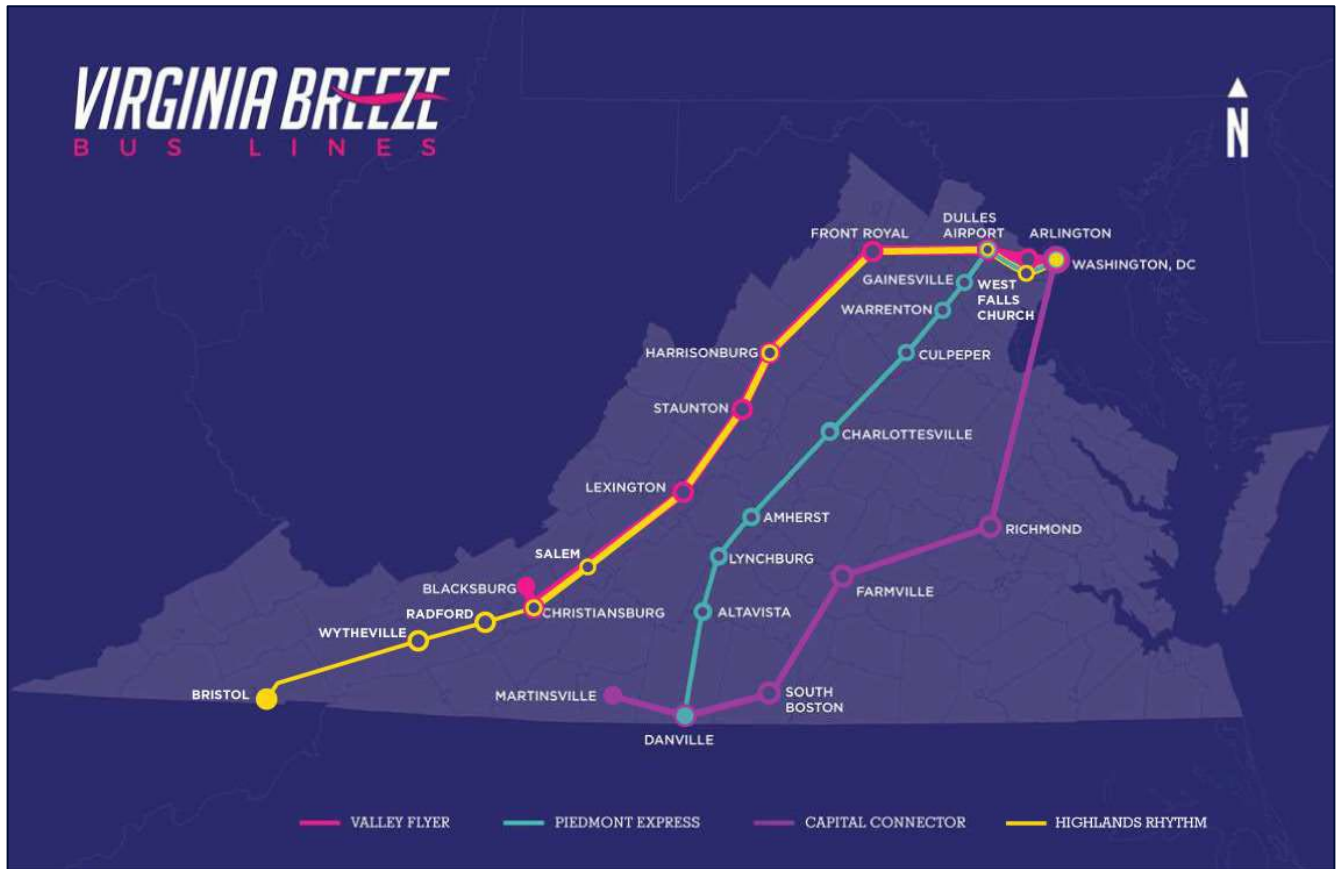 VIRGINIA BREEZE
BUS LINES
N
FRONT ROYAL
DULLES
AIRPORT
ARLINGTON
WASHINGTON, DC
GAINESVILLE
WEST
FALLS
CHURCH
WARRENTON
HARRISONBURG
CULPEPER
STAUNTON
CHARLOTTESVILLE
LEXINGTON
AMHERST
RICHMOND
SALEM
LYNCHBURG
BLACKSBURG
FARMVILLE
CHRISTIANSBURG
ALTAVISTA
RADFORD
WYTHEVILLE
BRISTOL
MARTINSVILLE
SOUTH
BOSTON
DANVILLE
VALLEY FLYER
PIEDMONT EXPRESS
CAPITAL CONNECTOR
HIGHLANDS RHYTHM